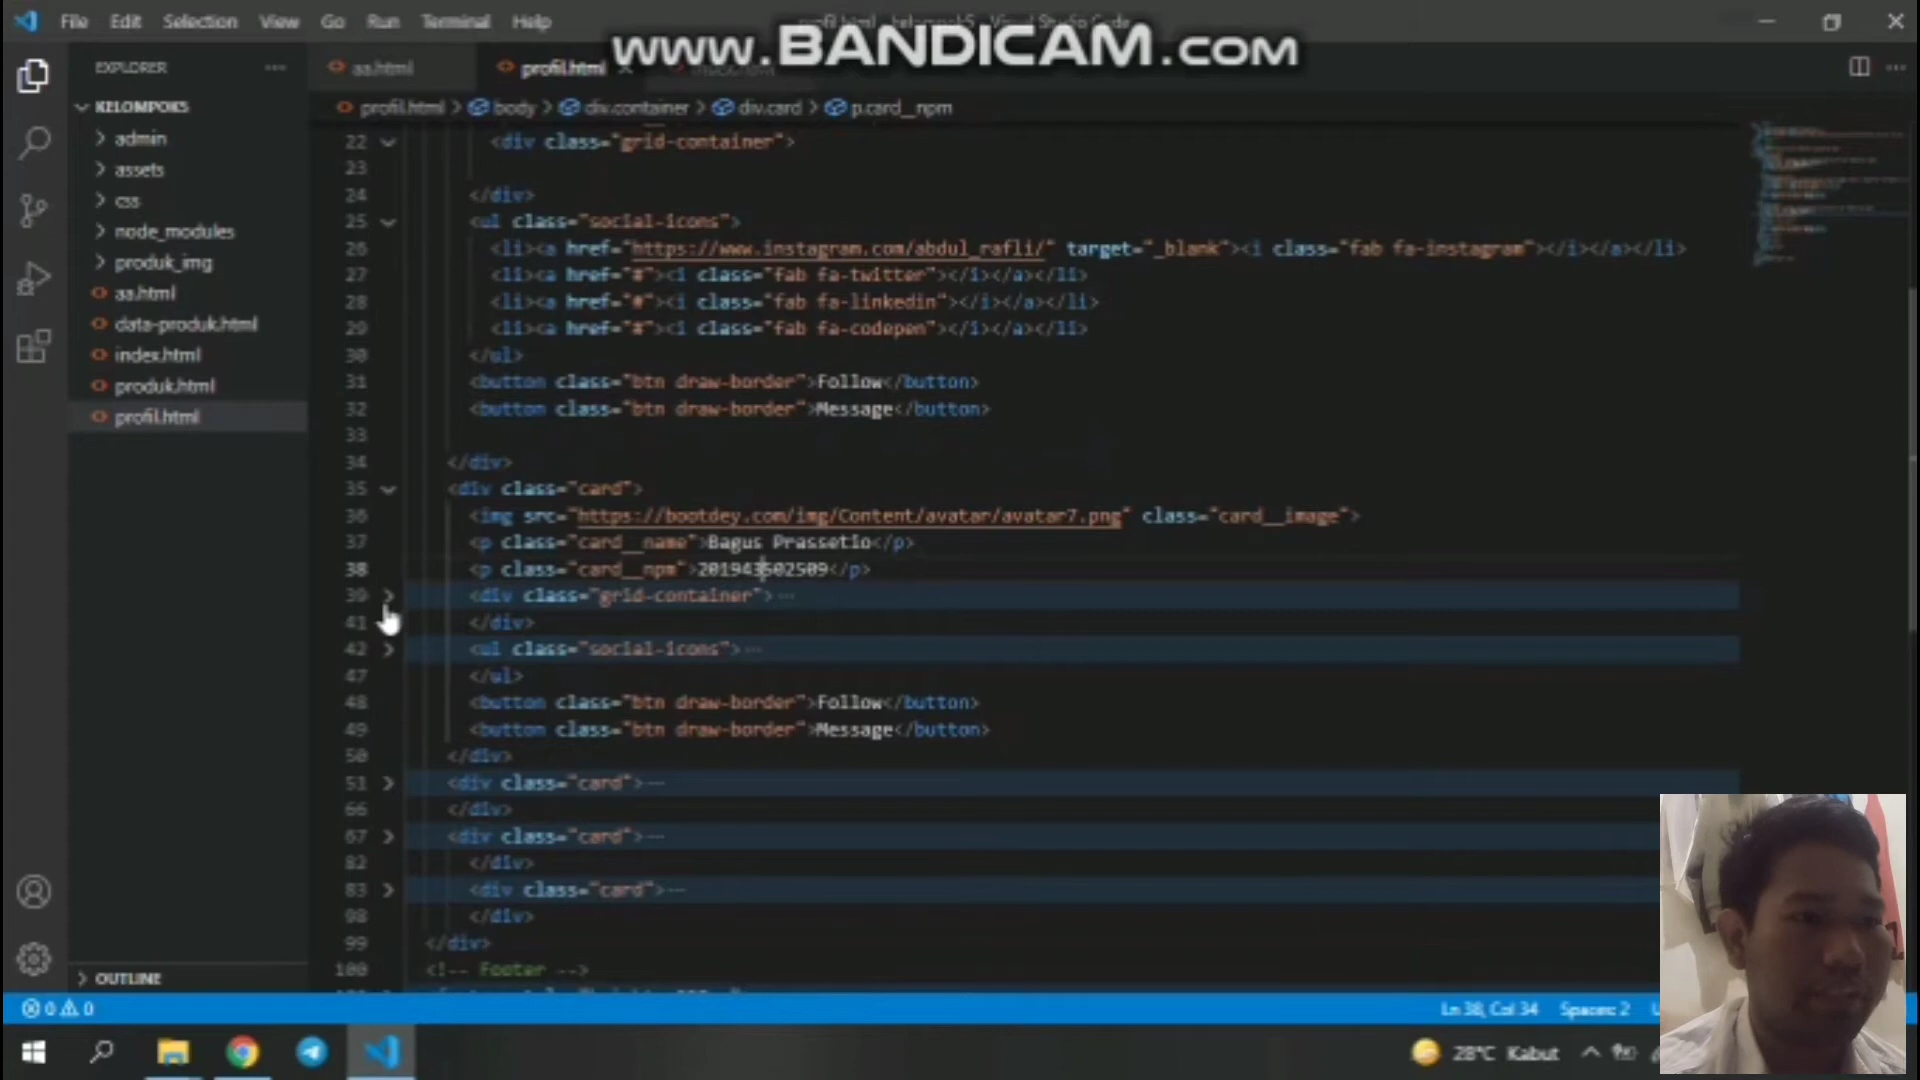 File Edit Selection View Go Run Terminal Help
www.BANDICAM.com
EXPLORER
aa.html
profil.html
KELOMPOK5
profil.html > body > div.container > div.card > p.card__npm
admin
assets
css
node_modules
produk_img
aa.html
data-produk.html
index.html
produk.html
profil.html
OUTLINE
22 <div class="grid-container">
23
24 </div>
25 <ul class="social-icons">
26 <li><a href="https://www.instagram.com/abdul_rafli/" target="_blank"><i class="fab fa-instagram"></i></a></li>
27 <li><a href="#"><i class="fab fa-twitter"></i></a></li>
28 <li><a href="#"><i class="fab fa-linkedin"></i></a></li>
29 <li><a href="#"><i class="fab fa-codepen"></i></a></li>
30 </ul>
31 <button class="btn draw-border">Follow</button>
32 <button class="btn draw-border">Message</button>
33
34 </div>
35 <div class="card">
36 <img src="https://bootdey.com/img/Content/avatar/avatar7.png" class="card__image">
37 <p class="card__name">Bagus Prassetio</p>
38 <p class="card__npm">201943502509</p>
39 <div class="grid-container">
41 </div>
42 <ul class="social-icons">
47 </ul>
48 <button class="btn draw-border">Follow</button>
49 <button class="btn draw-border">Message</button>
50 </div>
51 <div class="card">
66 </div>
67 <div class="card">
82 </div>
83 <div class="card">
98 </div>
99 </div>
100 <!-- Footer -->
0 0
Ln 38, Col 34 Spaces: 2
28°C Kabut